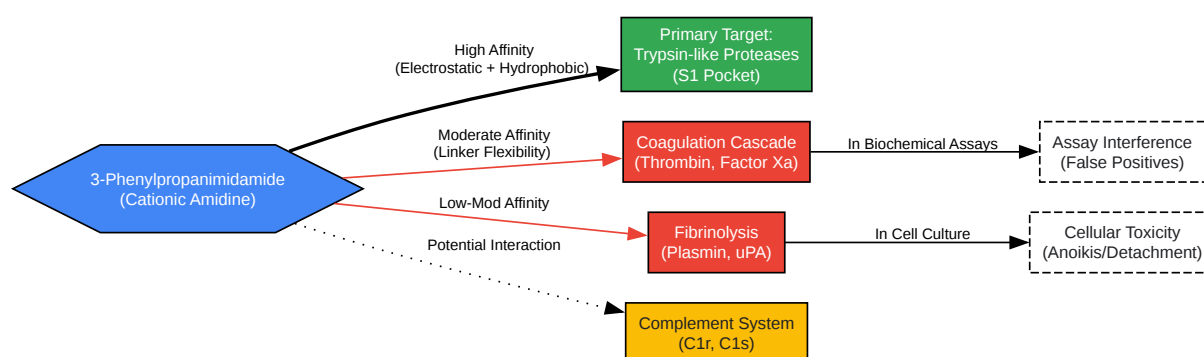 3-Phenylpropanimidamide
(Cationic Amidine)
High Affinity
(Electrostatic + Hydrophobic)
Primary Target:
Trypsin-like Proteases
(S1 Pocket)
Moderate Affinity
(Linker Flexibility)
Coagulation Cascade
(Thrombin, Factor Xa)
In Biochemical Assays
Assay Interference
(False Positives)
Low-Mod Affinity
Fibrinolysis
(Plasmin, uPA)
In Cell Culture
Cellular Toxicity
(Anoikis/Detachment)
Potential Interaction
Complement System
(C1r, C1s)